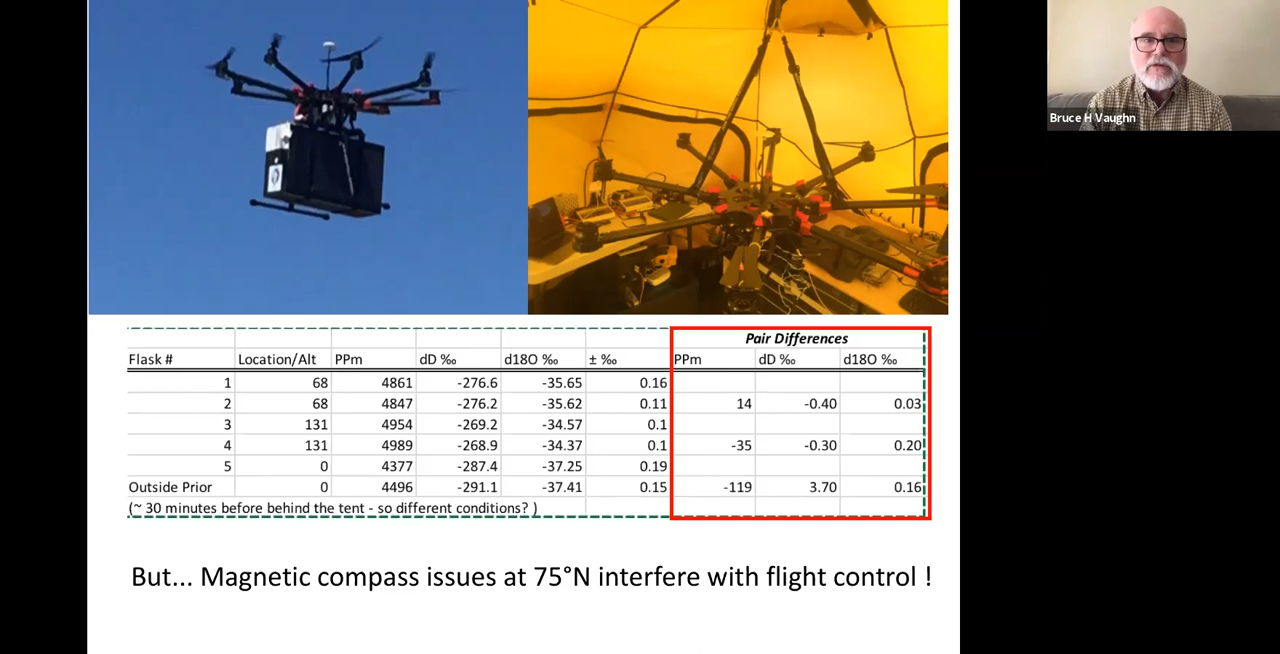 Bruce H Vaughn
Pair Differences
Flask # Location/Alt PPm dD ‰ d18O ‰ ± ‰ PPm dD ‰ d18O ‰
1 68 4861 -276.6 -35.65 0.16
2 68 4847 -276.2 -35.62 0.11 14 -0.40 0.03
3 131 4954 -269.2 -34.57 0.1
4 131 4989 -268.9 -34.37 0.1 -35 -0.30 0.20
5 0 4377 -287.4 -37.25 0.19
Outside Prior 0 4496 -291.1 -37.41 0.15 -119 3.70 0.16
(~ 30 minutes before behind the tent - so different conditions? )
But... Magnetic compass issues at 75°N interfere with flight control !